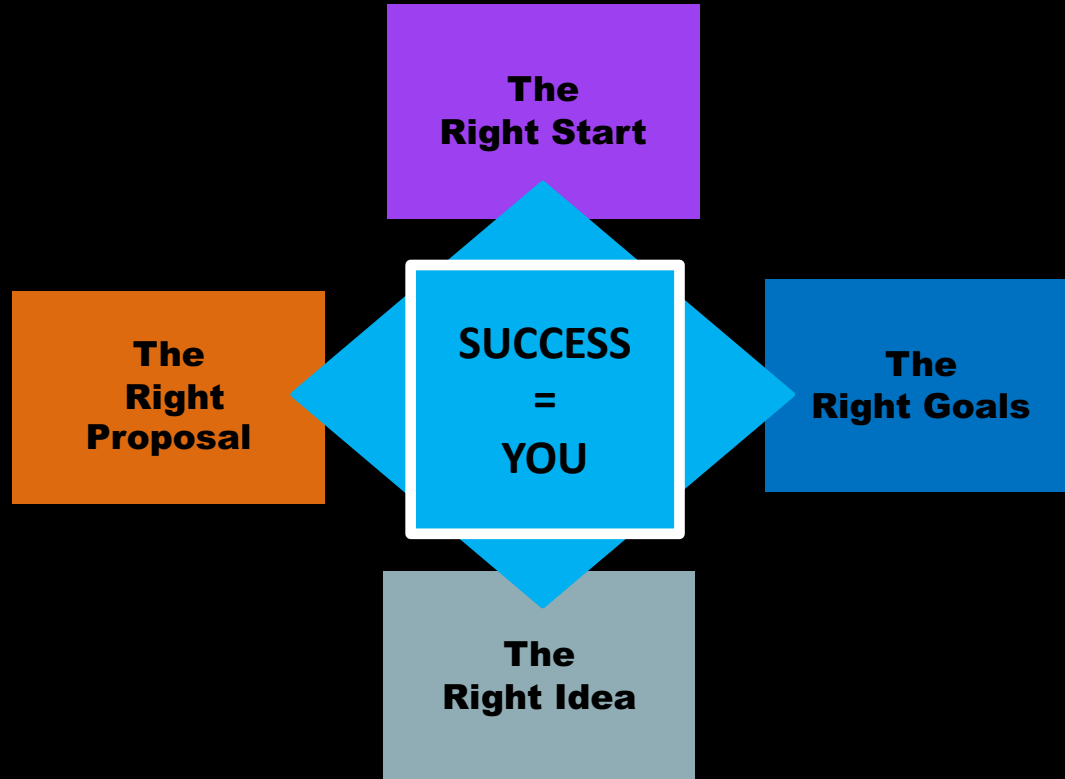 The
Right Start
The
Right
Proposal
SUCCESS
=
YOU
The
Right Goals
The
Right Idea